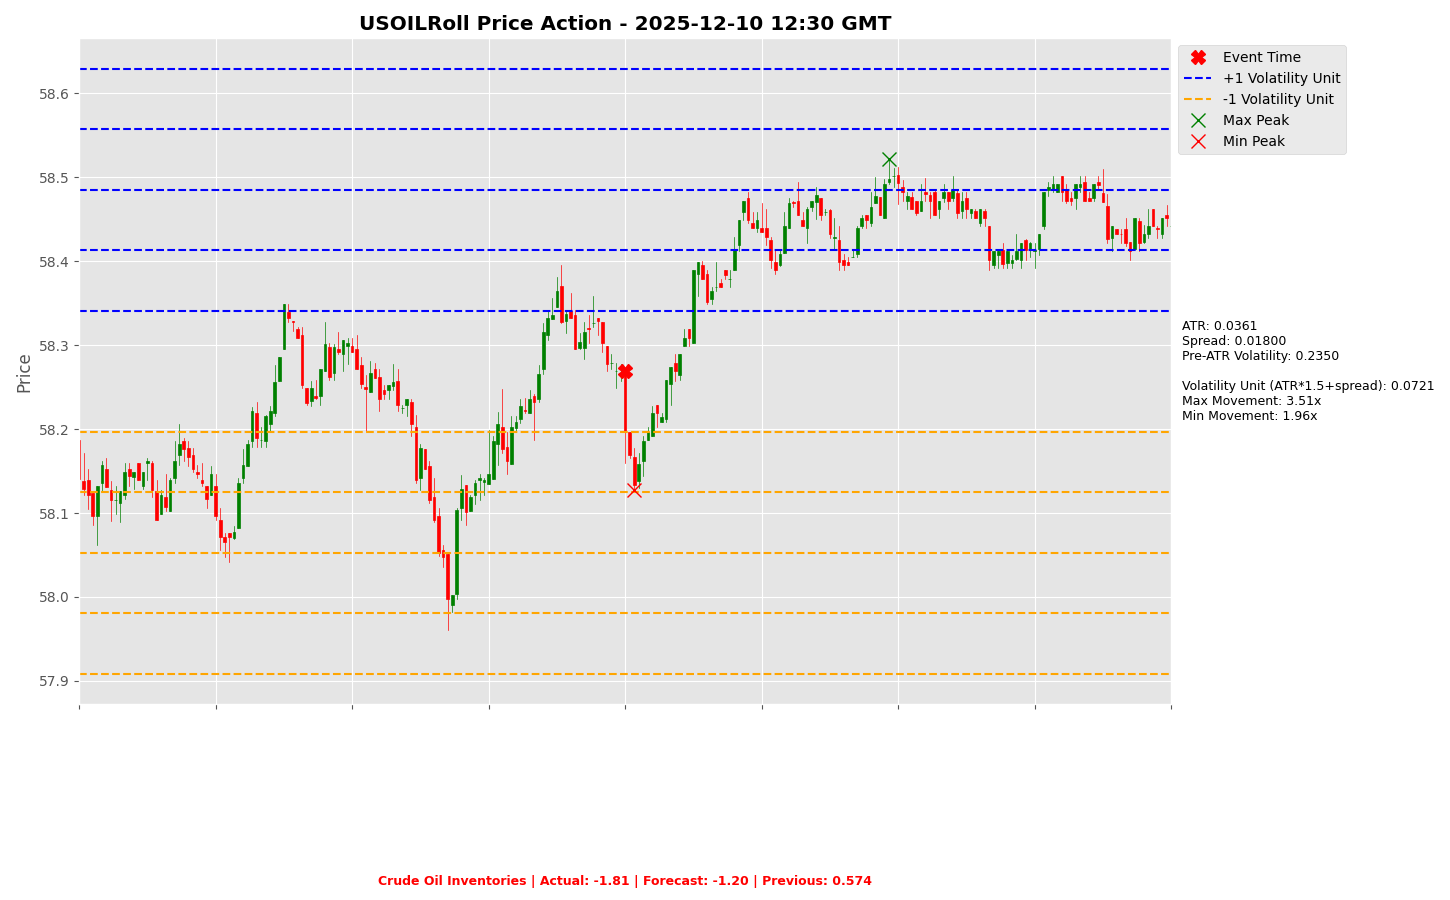 USOILRoll Price Action - 2025-12-10 12:30 GMT
Event Time
+1 Volatility Unit
-1 Volatility Unit
Max Peak
Min Peak
58.6
58.5
58.4
58.3
58.2
58.1
58.0
57.9
Price
ATR: 0.0361
Spread: 0.01800
Pre-ATR Volatility: 0.2350
Volatility Unit (ATR*1.5+spread): 0.0721
Max Movement: 3.51x
Min Movement: 1.96x
Crude Oil Inventories | Actual: -1.81 | Forecast: -1.20 | Previous: 0.574